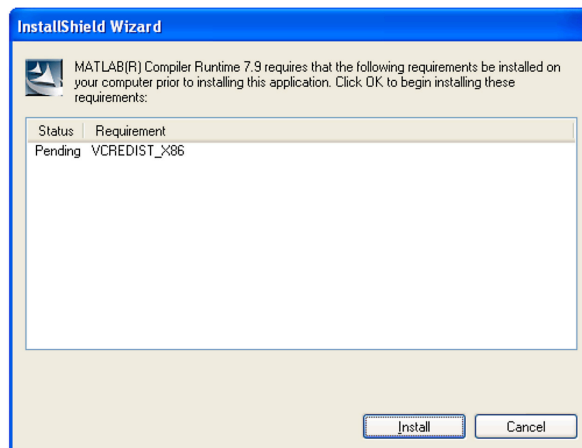 InstallShield Wizard
MATLAB(R) Compiler Runtime 7.9 requires that the following requirements be installed on
your computer prior to installing this application. Click OK to begin installing these
requirements:
Status Requirement
Pending VCREDIST_X86
Install Cancel